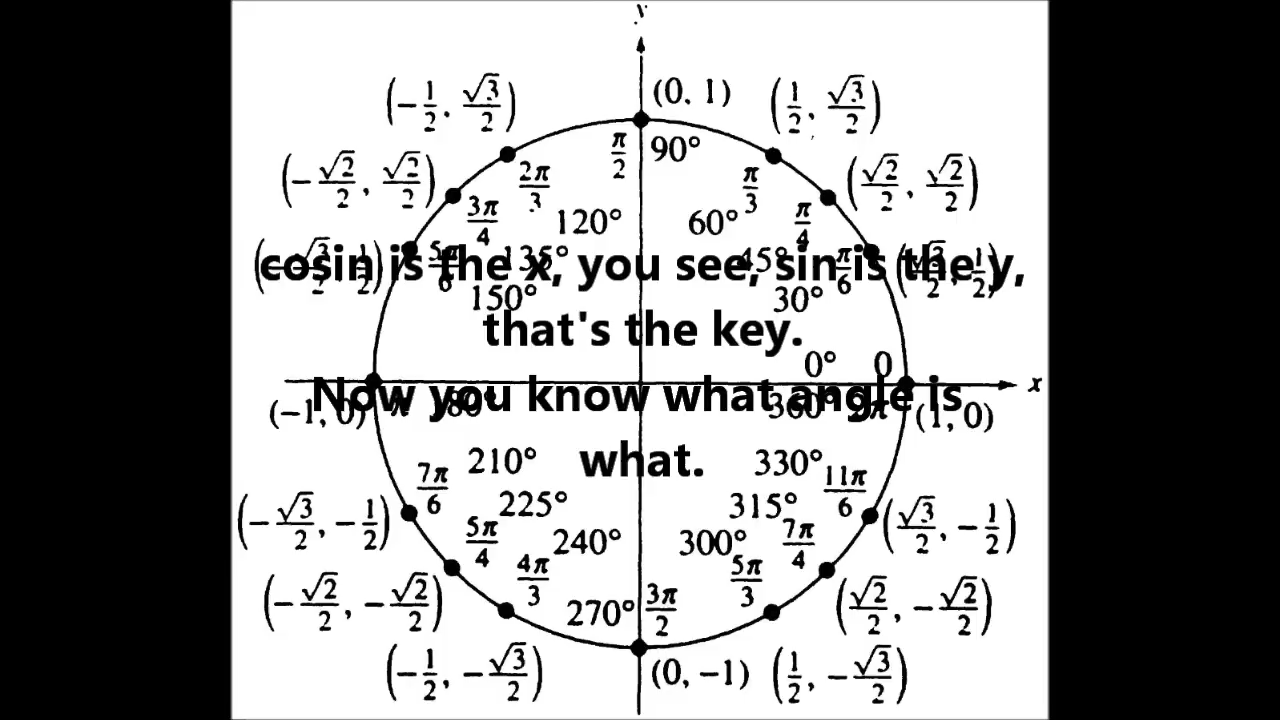 y
(0, 1)
(-1/2, √3/2)
(1/2, √3/2)
π/2 90°
(-√2/2, √2/2)
(√2/2, √2/2)
2π/3
π/3
3π/4
120°
60°
π/4
cosin is the x, you see, sin is the y,
that's the key.
Now you know what angle is
what.
135°
45°
5π/6
π/6
150°
30°
0° 0
x
(-1, 0)
360°
(1, 0)
7π/6
210°
330°
11π/6
225°
315°
(-√3/2, -1/2)
(√3/2, -1/2)
5π/4
240°
300°
7π/4
4π/3
5π/3
(-√2/2, -√2/2)
(√2/2, -√2/2)
270° 3π/2
(-1/2, -√3/2)
(0, -1)
(1/2, -√3/2)